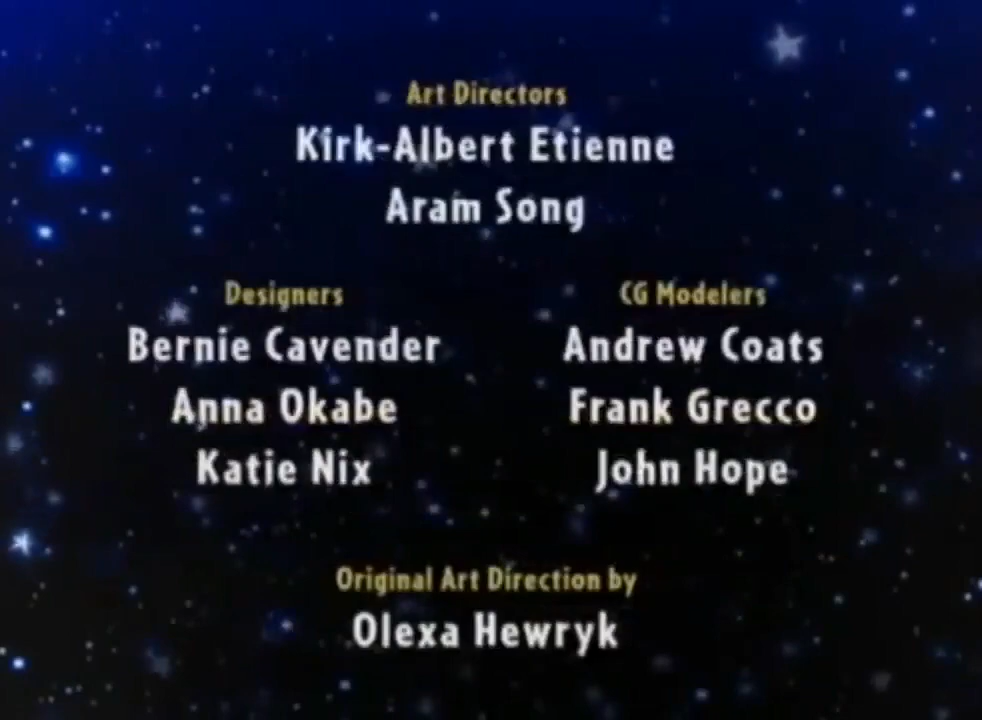 Art Directors
Kirk-Albert Etienne
Aram Song
Designers
Bernie Cavender
Anna Okabe
Katie Nix
CG Modelers
Andrew Coats
Frank Grecco
John Hope
Original Art Direction by
Olexa Hewryk